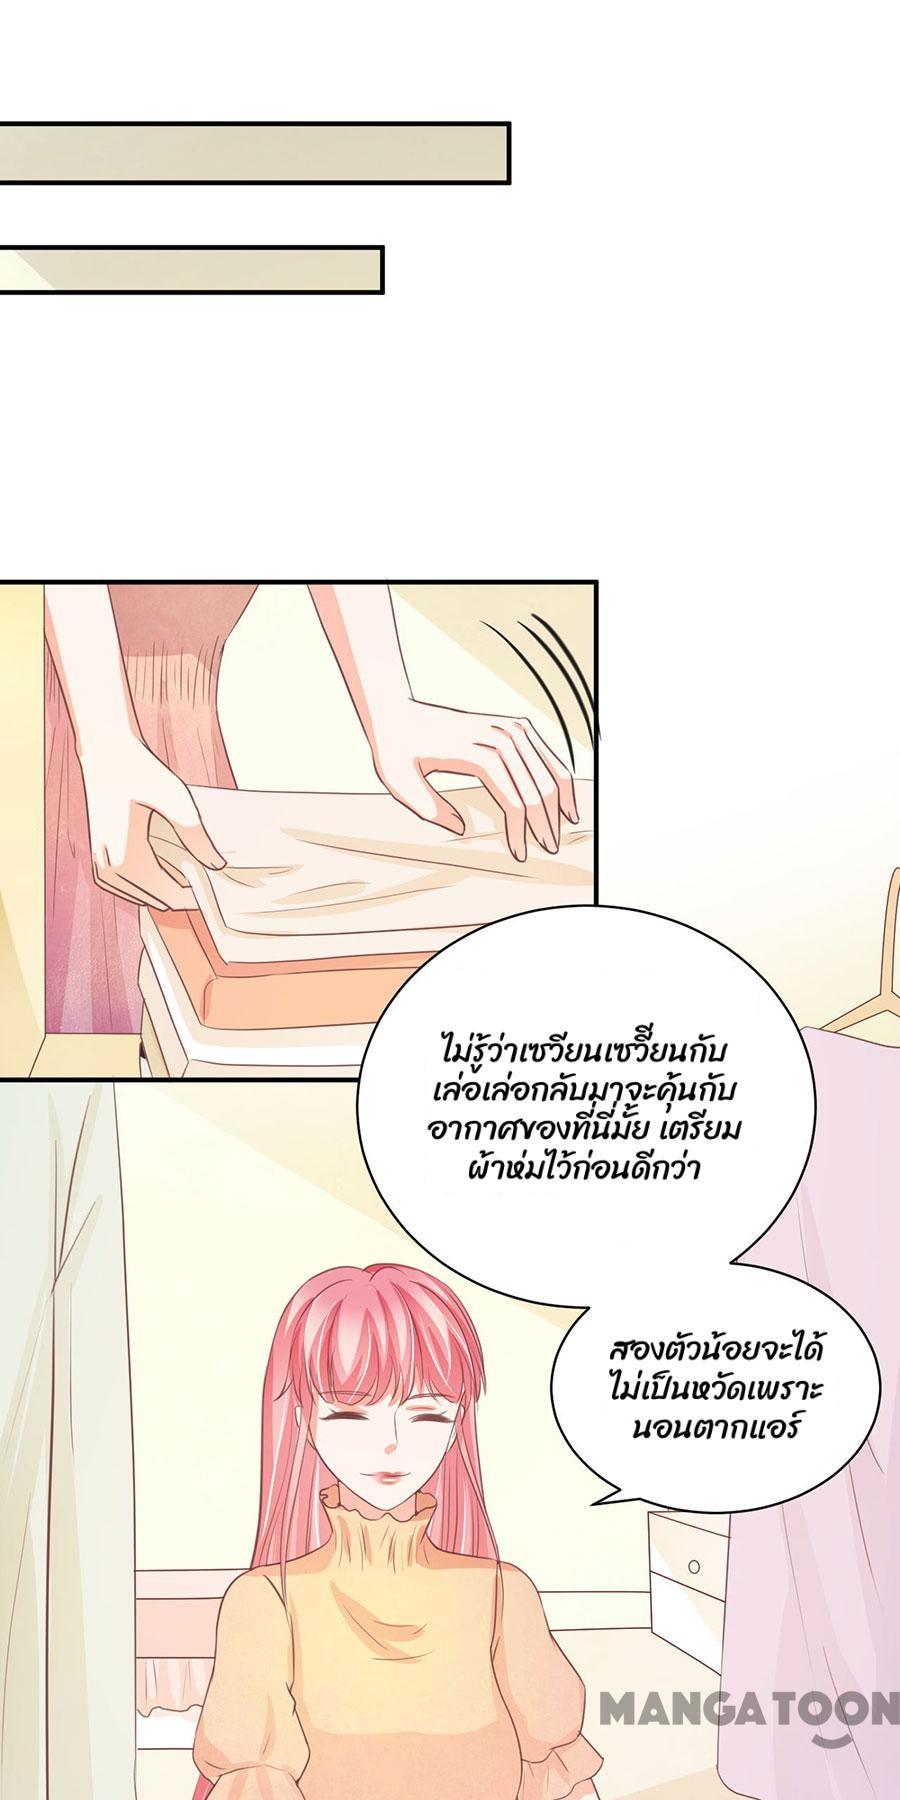 ไม่รู้ว่าเซวียนเซวี๊ยนกับ
เล่อเล่อกลับมาจะคุ้นกับ
อากาศของที่นี่มั้ย เตรียม
ผ้าห่มไว้ก่อนดีกว่า
สองตัวน้อยจะได้
ไม่เป็นหวัดเพราะ
นอนตากแอร์
MANGATOON